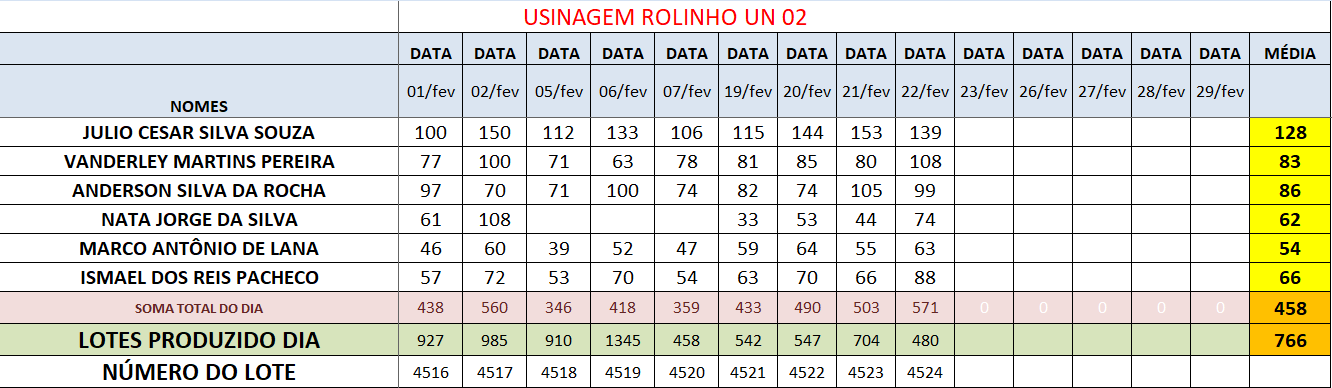 USINAGEM ROLINHO UN 02
DATA DATA DATA DATA DATA DATA DATA DATA DATA DATA DATA DATA DATA DATA MÉDIA
NOMES 01/fev 02/fev 05/fev 06/fev 07/fev 19/fev 20/fev 21/fev 22/fev 23/fev 26/fev 27/fev 28/fev 29/fev
JULIO CESAR SILVA SOUZA 100 150 112 133 106 115 144 153 139 128
VANDERLEY MARTINS PEREIRA 77 100 71 63 78 81 85 80 108 83
ANDERSON SILVA DA ROCHA 97 70 71 100 74 82 74 105 99 86
NATA JORGE DA SILVA 61 108 33 53 44 74 62
MARCO ANTÔNIO DE LANA 46 60 39 52 47 59 64 55 63 54
ISMAEL DOS REIS PACHECO 57 72 53 70 54 63 70 66 88 66
SOMA TOTAL DO DIA 438 560 346 418 359 433 490 503 571 0 0 0 0 0 458
LOTES PRODUZIDO DIA 927 985 910 1345 458 542 547 704 480 766
NÚMERO DO LOTE 4516 4517 4518 4519 4520 4521 4522 4523 4524